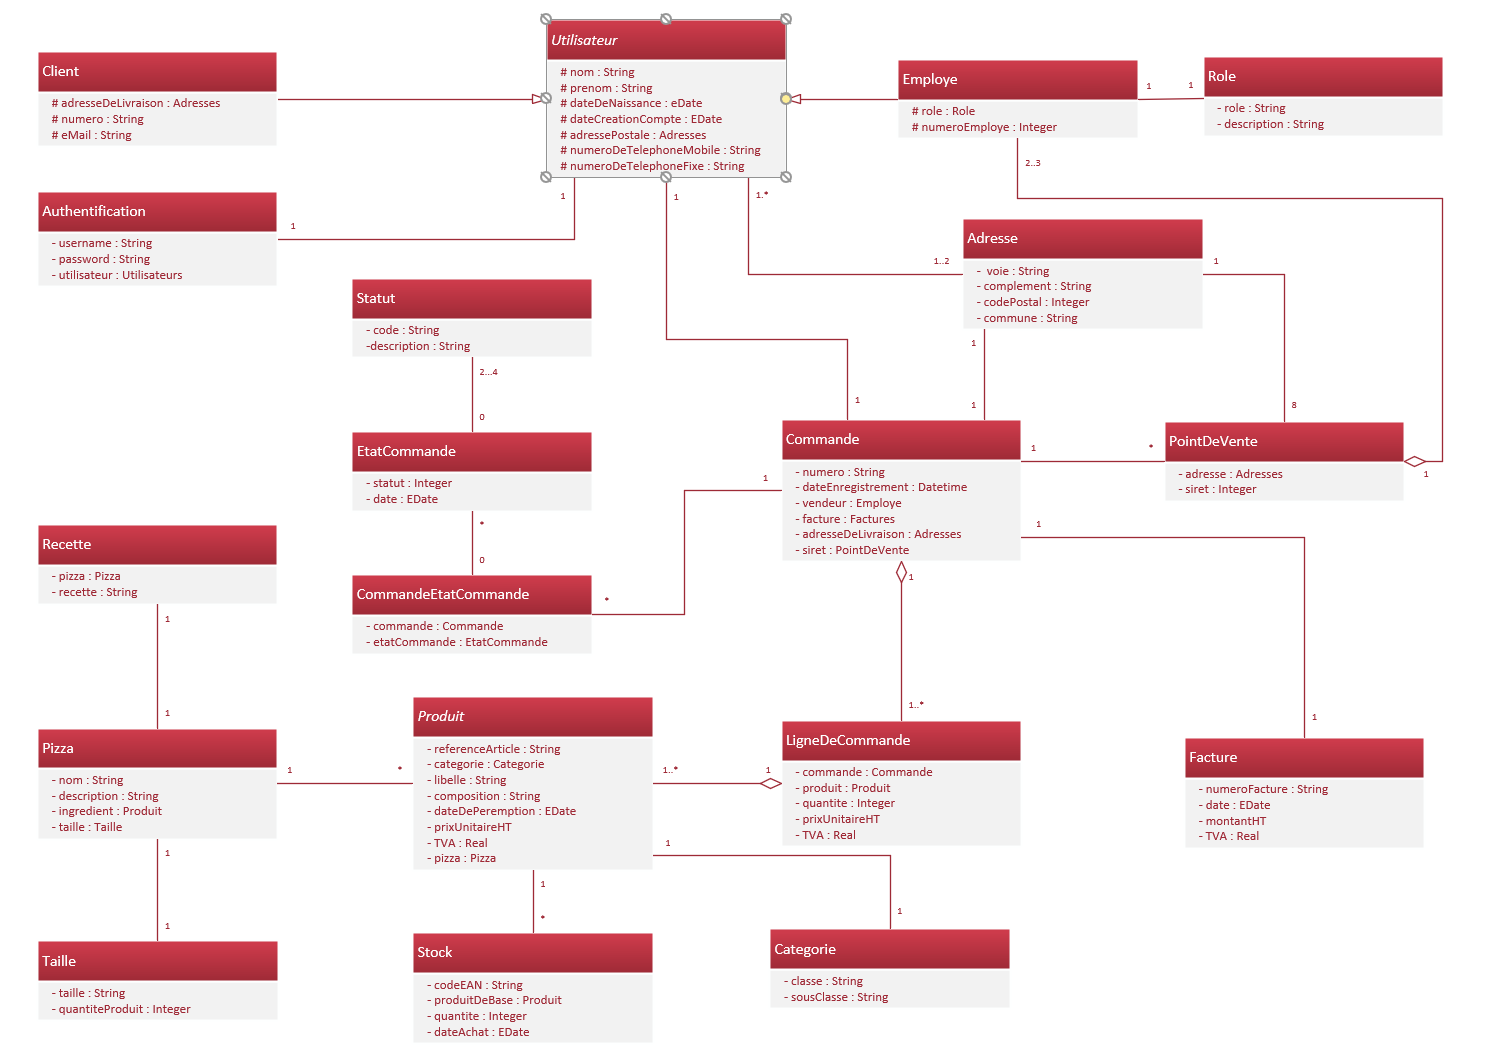 Utilisateur
# nom : String
# prenom : String
# dateDeNaissance : eDate
# dateCreationCompte : EDate
# adressePostale : Adresses
# numeroDeTelephoneMobile : String
# numeroDeTelephoneFixe : String
Client
# adresseDeLivraison : Adresses
# numero : String
# eMail : String
Employe
# role : Role
# numeroEmploye : Integer
1
1
Role
- role : String
- description : String
2..3
Authentification
- username : String
- password : String
- utilisateur : Utilisateurs
1
1
1
1.*
1..2
Adresse
- voie : String
- complement : String
- codePostal : Integer
- commune : String
1
1
1
8
Statut
- code : String
-description : String
2...4
0
EtatCommande
- statut : Integer
- date : EDate
*
0
CommandeEtatCommande
- commande : Commande
- etatCommande : EtatCommande
*
1
1
Commande
- numero : String
- dateEnregistrement : Datetime
- vendeur : Employe
- facture : Factures
- adresseDeLivraison : Adresses
- siret : PointDeVente
1
*
PointDeVente
- adresse : Adresses
- siret : Integer
1
1
1
Recette
- pizza : Pizza
- recette : String
1
1
Pizza
- nom : String
- description : String
- ingredient : Produit
- taille : Taille
1
*
1
1
Taille
- taille : String
- quantiteProduit : Integer
Produit
- referenceArticle : String
- categorie : Categorie
- libelle : String
- composition : String
- dateDePeremption : EDate
- prixUnitaireHT
- TVA : Real
- pizza : Pizza
1..*
1
1
1..*
LigneDeCommande
- commande : Commande
- produit : Produit
- quantite : Integer
- prixUnitaireHT
- TVA : Real
1
Facture
- numeroFacture : String
- date : EDate
- montantHT
- TVA : Real
1
*
Stock
- codeEAN : String
- produitDeBase : Produit
- quantite : Integer
- dateAchat : EDate
1
Categorie
- classe : String
- sousClasse : String